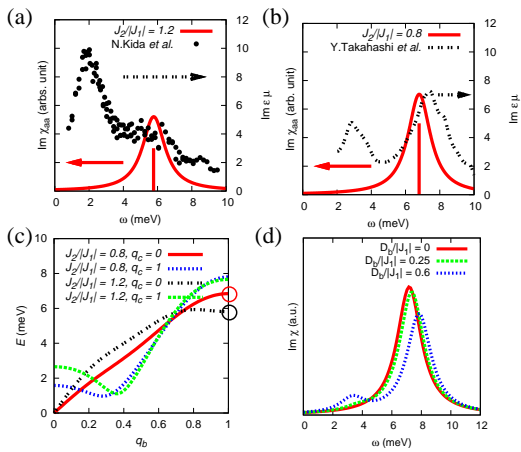 (a)
J2/|J1| = 1.2
N.Kida et al.
Im χaa (arbs. unit)
Im ε μ
12
10
8
6
4
2
0
0 2 4 6 8 10
ω (meV)
(b)
J2/|J1| = 0.8
Y.Takahashi et al.
Im χaa (arb. unit)
Im ε μ
12
10
8
6
4
2
0
0 2 4 6 8 10
ω (meV)
(c)
J2/|J1| = 0.8, qc = 0
J2/|J1| = 0.8, qc = 1
J2/|J1| = 1.2, qc = 0
J2/|J1| = 1.2, qc = 1
E (meV)
10
8
6
4
2
0
0 0.2 0.4 0.6 0.8 1
qb
(d)
Db/|J1| = 0
Db/|J1| = 0.25
Db/|J1| = 0.6
Im χ (a.u.)
0 2 4 6 8 10 12
ω (meV)